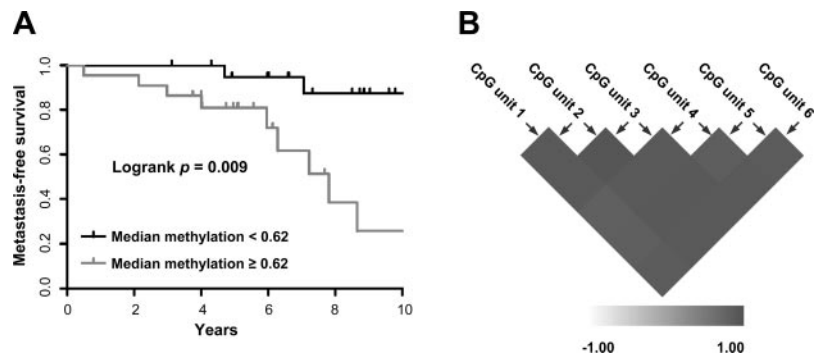 A
Metastasis-free survival
1.0
0.8
0.6
0.4
0.2
0.0
Logrank p = 0.009
Median methylation < 0.62
Median methylation ≥ 0.62
0 2 4 6 8 10
Years
B
CpG unit 1
CpG unit 2
CpG unit 3
CpG unit 4
CpG unit 5
CpG unit 6
-1.00 1.00